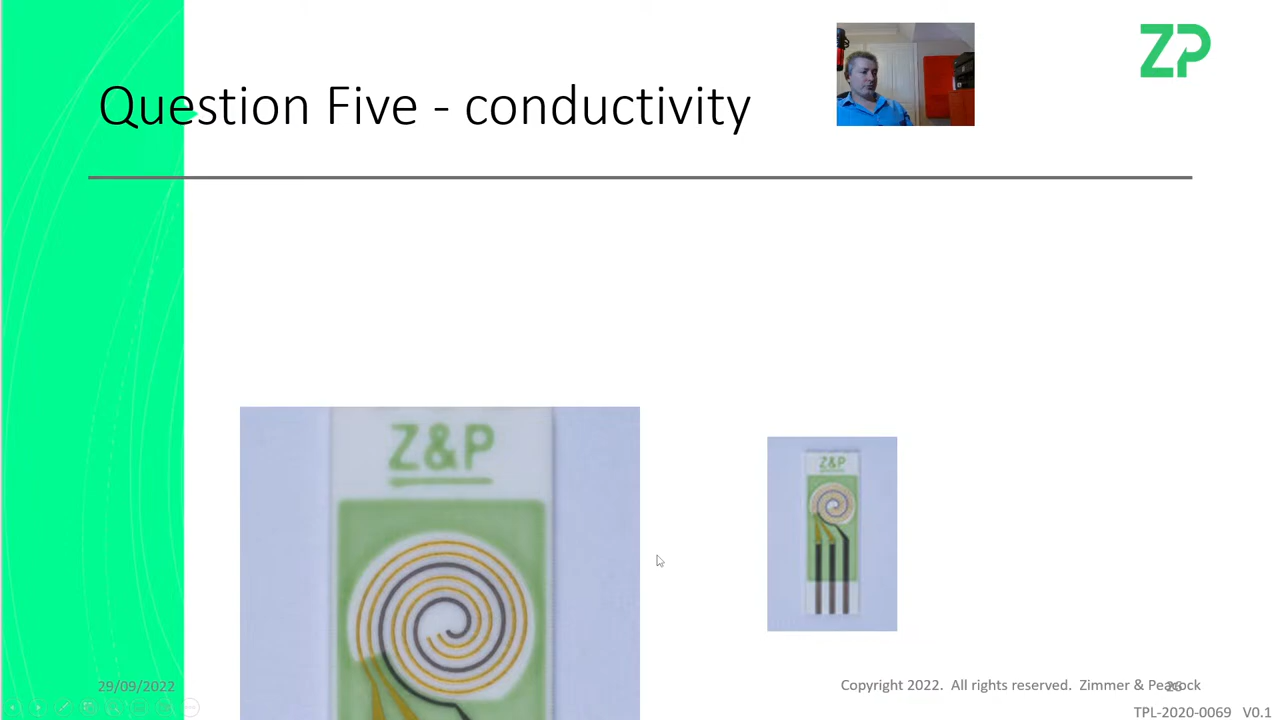 ZP
Question Five - conductivity
Z&P
Z&P
29/09/2022
Copyright 2022. All rights reserved. Zimmer & Peacock
26
TPL-2020-0069 V0.1